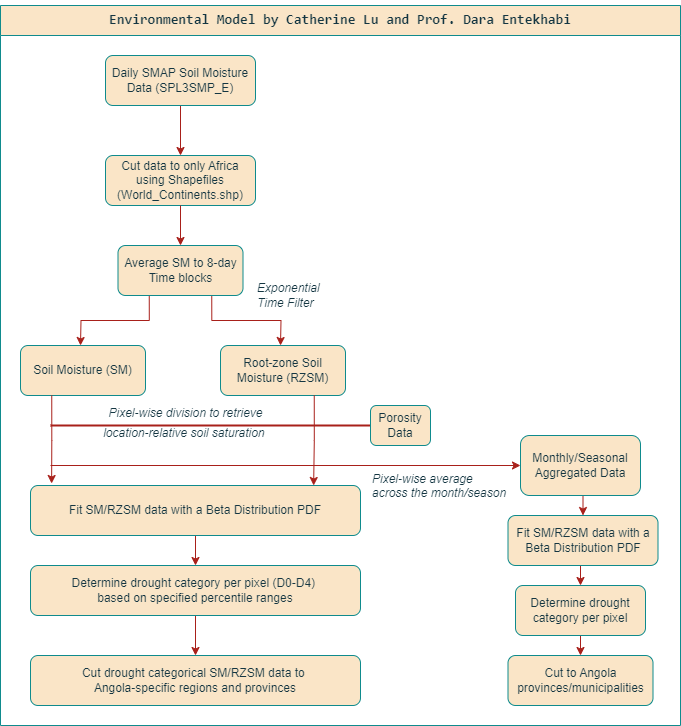 Environmental Model by Catherine Lu and Prof. Dara Entekhabi
Daily SMAP Soil Moisture
Data (SPL3SMP_E)
Cut data to only Africa
using Shapefiles
(World_Continents.shp)
Average SM to 8-day
Time blocks
Exponential
Time Filter
Soil Moisture (SM)
Root-zone Soil
Moisture (RZSM)
Pixel-wise division to retrieve
location-relative soil saturation
Porosity
Data
Pixel-wise average
across the month/season
Monthly/Seasonal
Aggregated Data
Fit SM/RZSM data with a Beta Distribution PDF
Fit SM/RZSM data with a
Beta Distribution PDF
Determine drought category per pixel (D0-D4)
based on specified percentile ranges
Determine drought
category per pixel
Cut drought categorical SM/RZSM data to
Angola-specific regions and provinces
Cut to Angola
provinces/municipalities